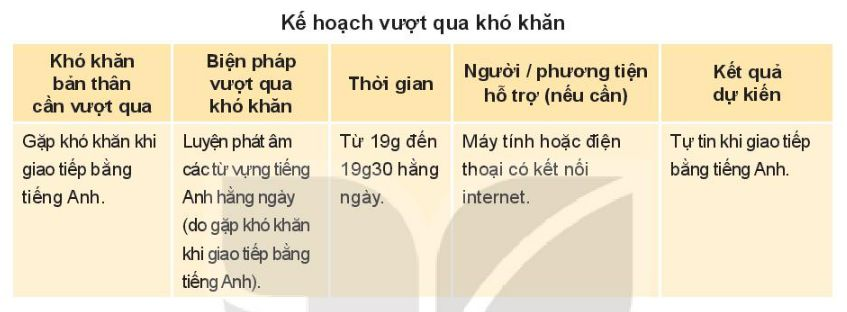 Kế hoạch vượt qua khó khăn
Khó khăn
bản thân
cần vượt qua
Biện pháp
vượt qua
khó khăn
Thời gian
Người / phương tiện
hỗ trợ (nếu cần)
Kết quả
dự kiến
Gặp khó khăn khi
giao tiếp bằng
tiếng Anh.
Luyện phát âm
các từ vựng tiếng
Anh hằng ngày
(do gặp khó khăn
khi giao tiếp bằng
tiếng Anh).
Từ 19g đến
19g30 hằng
ngày.
Máy tính hoặc điện
thoại có kết nối
internet.
Tự tin khi giao tiếp
bằng tiếng Anh.